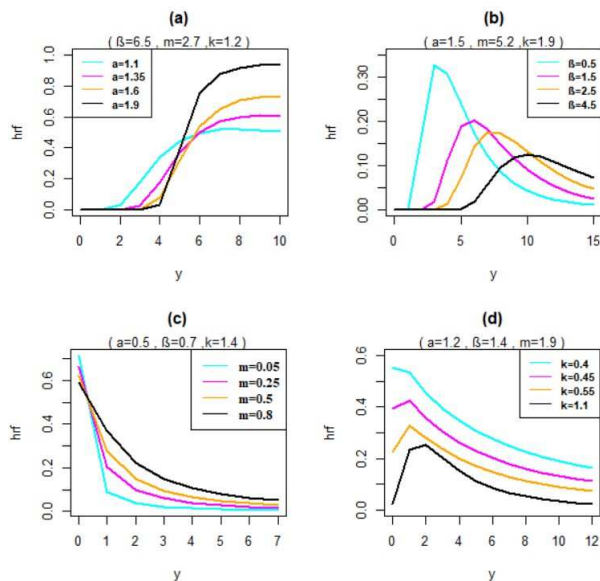 (a)
( ß=6.5 , m=2.7 ,k=1.2 )
a=1.1
a=1.35
a=1.6
a=1.9
hrf
0.0 0.2 0.4 0.6 0.8 1.0
0 2 4 6 8 10
y
(b)
( a=1.5 , m=5.2 ,k=1.9 )
ß=0.5
ß=1.5
ß=2.5
ß=4.5
hrf
0.00 0.10 0.20 0.30
0 5 10 15
y
(c)
( a=0.5 , ß=0.7 ,k=1.4 )
m=0.05
m=0.25
m=0.5
m=0.8
hrf
0.0 0.2 0.4 0.6
0 1 2 3 4 5 6 7
y
(d)
( a=1.2 , ß=1.4 , m=1.9 )
k=0.4
k=0.45
k=0.55
k=1.1
hrf
0.0 0.2 0.4 0.6
0 2 4 6 8 10 12
y